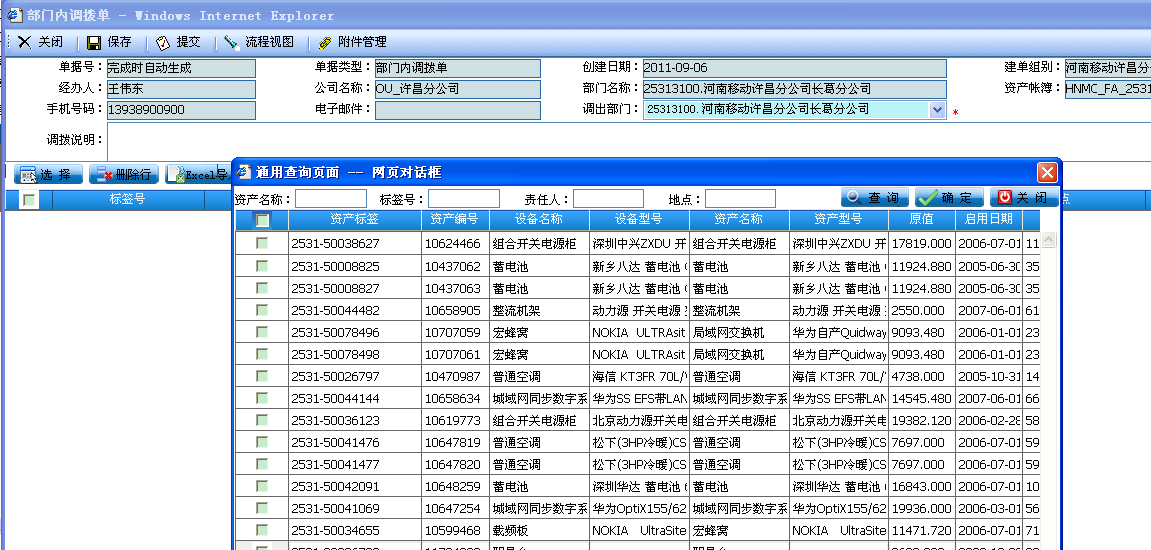 部门内调拨单 - Windows Internet Explorer
关闭 保存 提交 流程视图 附件管理
单据号： 完成时自动生成 单据类型： 部门内调拨单 创建日期： 2011-09-06 建单组别： 河南移动许昌分
经办人： 王伟东 公司名称： OU_许昌分公司 部门名称： 25313100.河南移动许昌分公司长葛分公司 资产帐簿： HNMC_FA_2531
手机号码： 13938900900 电子邮件： 调出部门： 25313100.河南移动许昌分公司长葛分公司 *
调拨说明：
选 择 删除行 Excel导入
标签号 点
通用查询页面 -- 网页对话框
资产名称： 标签号： 责任人： 地点： 查 询 确 定 关 闭
资产标签 资产编号 设备名称 设备型号 资产名称 资产型号 原值 启用日期
2531-50038627 10624466 组合开关电源柜 深圳中兴ZXDU 开 组合开关电源柜 深圳中兴ZXDU 开 17819.000 2006-07-01 11
2531-50008825 10437062 蓄电池 新乡八达 蓄电池 蓄电池 新乡八达 蓄电池 11924.880 2005-06-30 35
2531-50008827 10437063 蓄电池 新乡八达 蓄电池 蓄电池 新乡八达 蓄电池 11924.880 2005-06-30 35
2531-50044482 10658905 整流机架 动力源 开关电源 整流机架 动力源 开关电源 2550.000 2007-06-01 61
2531-50078496 10707059 宏蜂窝 NOKIA ULTRAsit 局域网交换机 华为自产Quidway 9093.480 2006-01-01 23
2531-50078498 10707061 宏蜂窝 NOKIA ULTRAsit 局域网交换机 华为自产Quidway 9093.480 2006-01-01 23
2531-50026797 10470987 普通空调 海信 KT3FR 70L/ 普通空调 海信 KT3FR 70L/ 4738.000 2005-10-31 14
2531-50044144 10658634 城域网同步数字系 华为SS EFS带LAN 城域网同步数字系 华为SS EFS带LAN 14545.480 2007-06-01 66
2531-50036123 10619773 组合开关电源柜 北京动力源开关电 组合开关电源柜 北京动力源开关电 19382.120 2006-02-28 58
2531-50041476 10647819 普通空调 松下(3HP冷暖)CS 普通空调 松下(3HP冷暖)CS 7697.000 2006-07-01 59
2531-50041477 10647820 普通空调 松下(3HP冷暖)CS 普通空调 松下(3HP冷暖)CS 7697.000 2006-07-01 59
2531-50042091 10648259 蓄电池 深圳华达 蓄电池 蓄电池 深圳华达 蓄电池 16843.000 2006-07-01 10
2531-50041069 10647254 城域网同步数字系 华为OptiX155/62 城域网同步数字系 华为OptiX155/62 19936.000 2006-03-01 56
2531-50034655 10599468 载频板 NOKIA UltraSite 宏蜂窝 NOKIA UltraSite 11471.720 2006-07-01 71